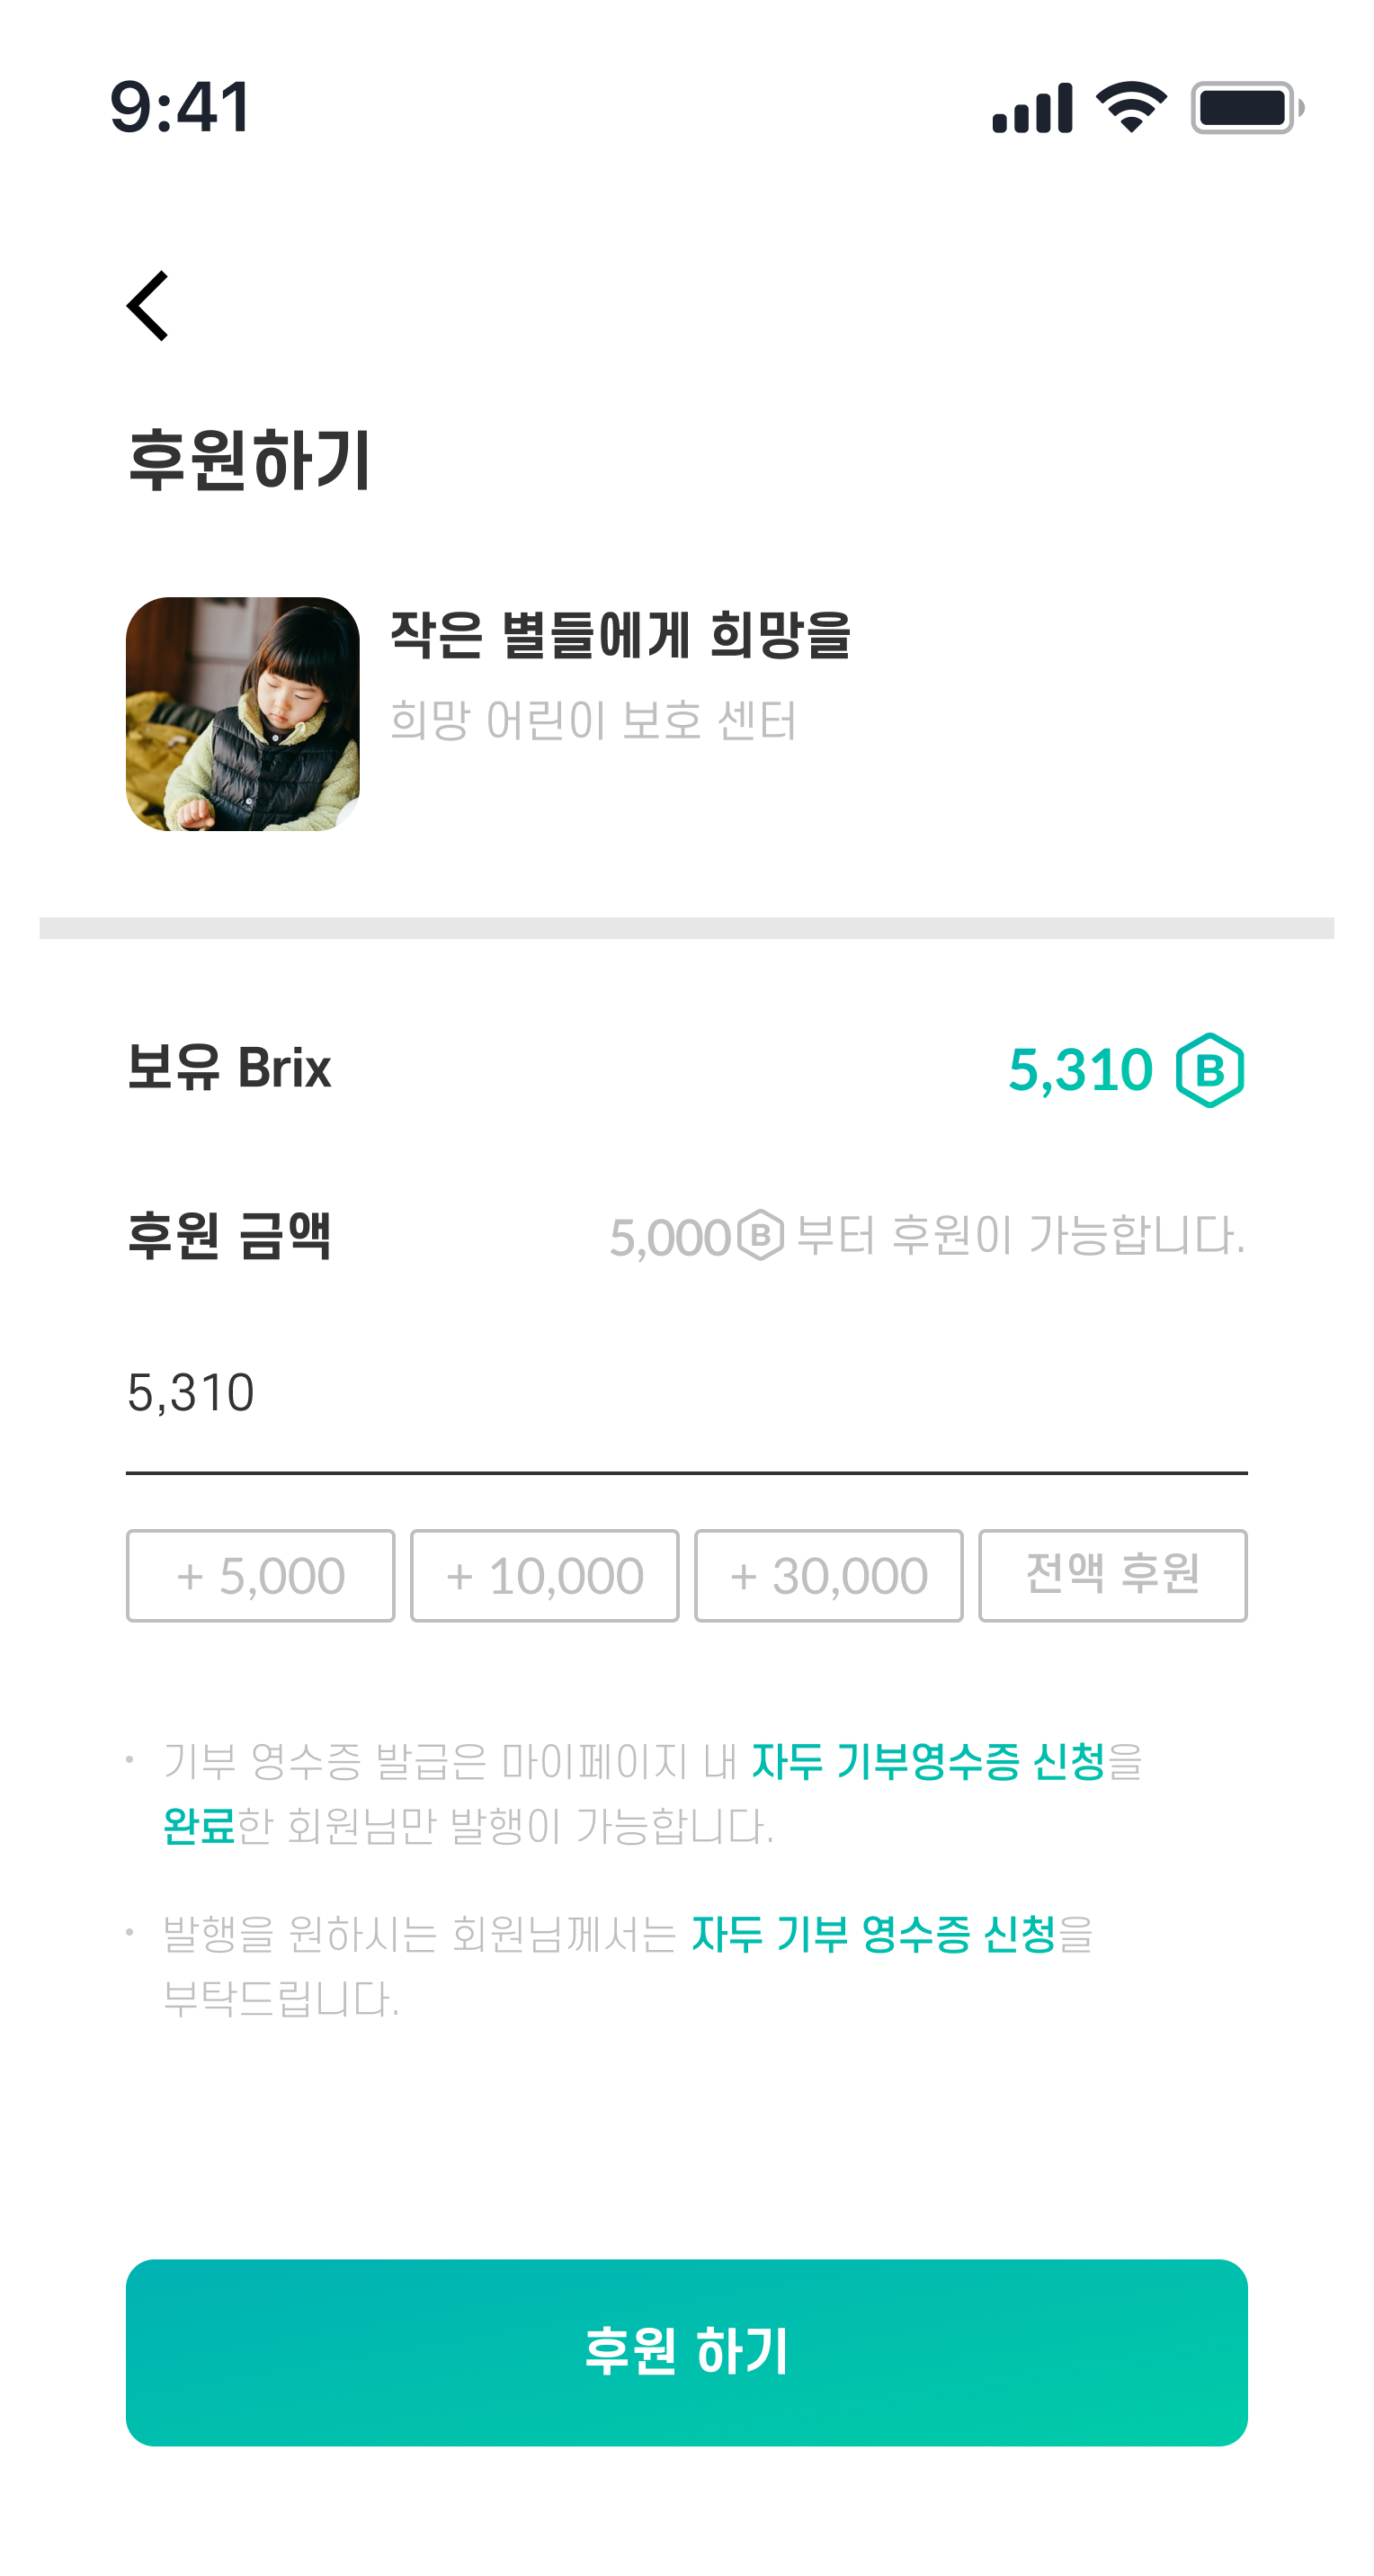 9:41
후원하기
작은 별들에게 희망을
희망 어린이 보호 센터
보유 Brix 5,310 B
후원 금액 5,000 B 부터 후원이 가능합니다.
5,310
+ 5,000 + 10,000 + 30,000 전액 후원
• 기부 영수증 발급은 마이페이지 내 자두 기부영수증 신청을
완료한 회원님만 발행이 가능합니다.
• 발행을 원하시는 회원님께서는 자두 기부 영수증 신청을
부탁드립니다.
후원 하기